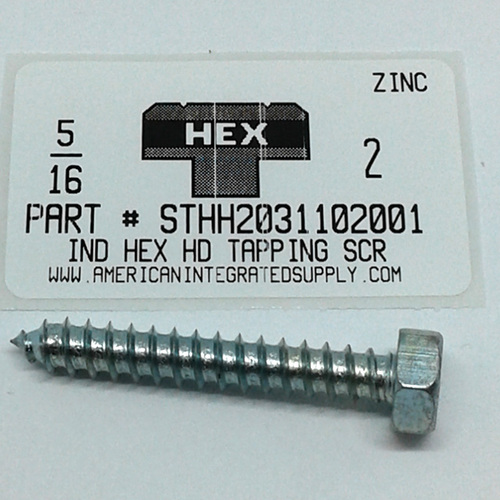 ZINC
5/16
HEX
2
PART # STHH2031102001
IND HEX HD TAPPING SCR
WWW.AMERICANINTEGRATEDSUPPLY.COM